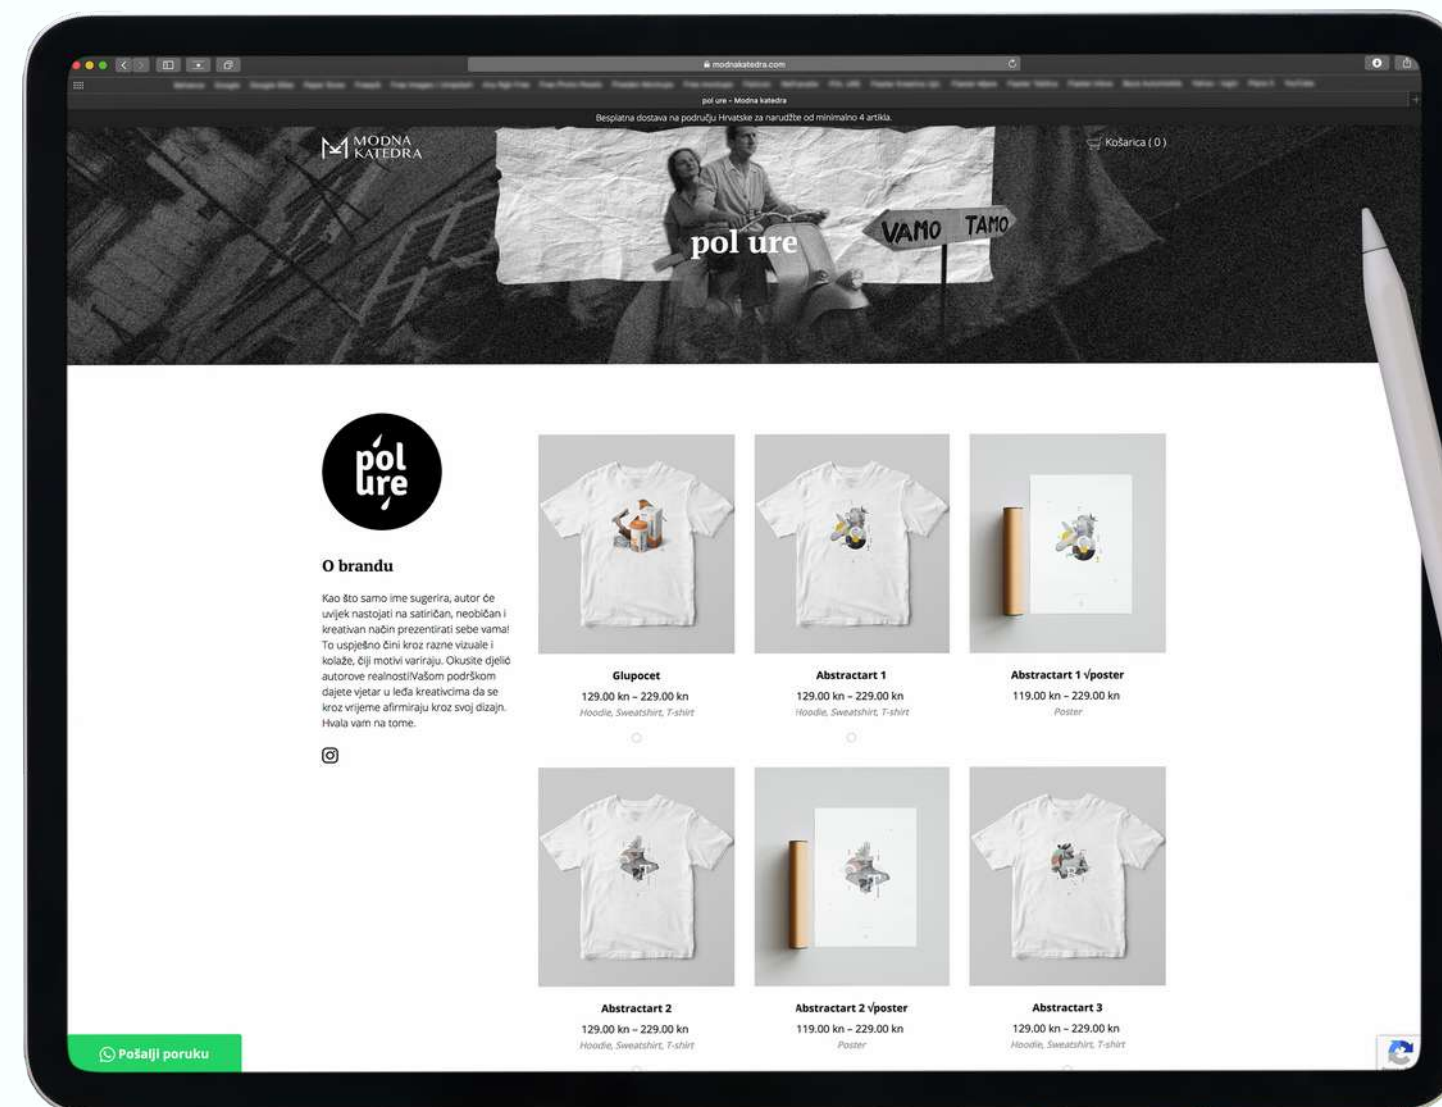 modnakatedra.com
pol ure – Modna katedra
Besplatna dostava na području Hrvatske za narudžbe od minimalno 4 artikla.
MODNA
KATEDRA
Košarica ( 0 )
VAMO TAMO
pol ure
pol
ure
O brandu
Kao što samo ime sugerira, autor će
uvijek nastojati na satiričan, neobičan i
kreativan način prezentirati sebe vama!
To uspješno čini kroz razne vizuale i
kolaže, čiji motivi variraju. Okusite djelić
autorove realnosti!Vašom podrškom
dajete vjetar u leđa kreativcima da se
kroz vrijeme afirmiraju kroz svoj dizajn.
Hvala vam na tome.
Glupocet
129.00 kn – 229.00 kn
Hoodie, Sweatshirt, T-shirt
Abstractart 1
129.00 kn – 229.00 kn
Hoodie, Sweatshirt, T-shirt
Abstractart 1 √poster
119.00 kn – 229.00 kn
Poster
Abstractart 2
129.00 kn – 229.00 kn
Hoodie, Sweatshirt, T-shirt
Abstractart 2 √poster
119.00 kn – 229.00 kn
Poster
Abstractart 3
129.00 kn – 229.00 kn
Hoodie, Sweatshirt, T-shirt
Pošalji poruku